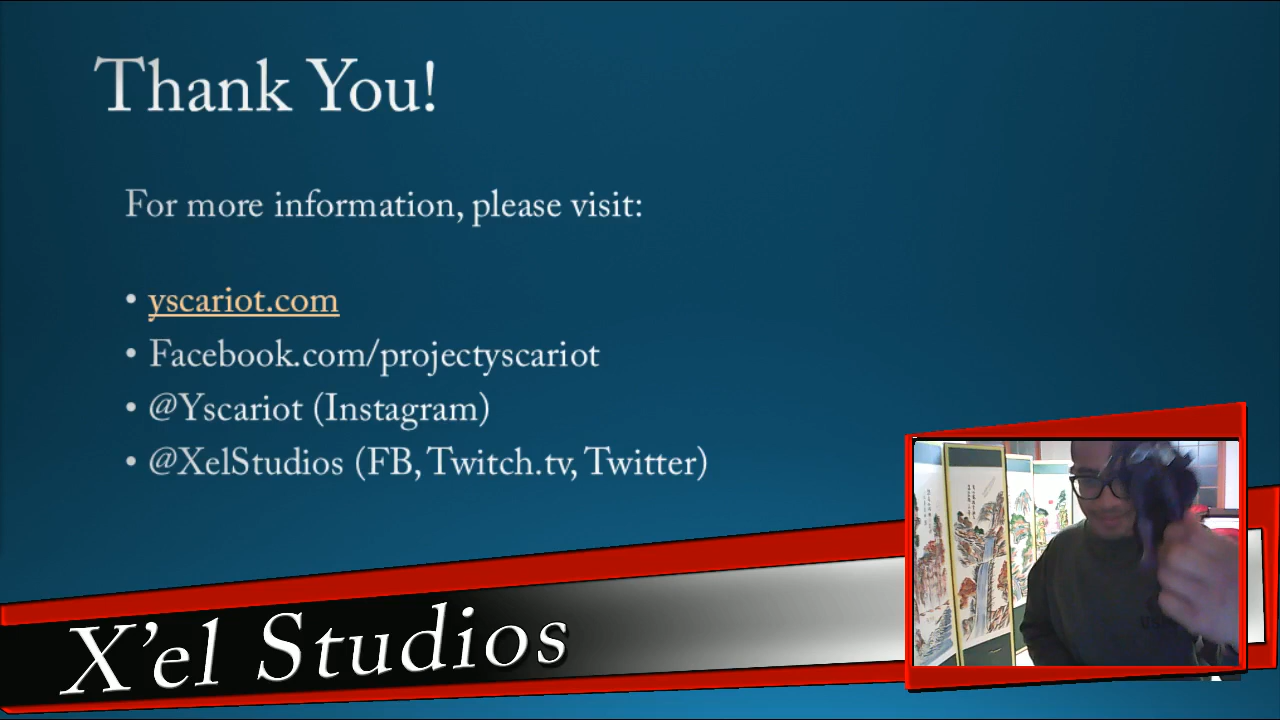 Thank You!
For more information, please visit:
• yscariot.com
• Facebook.com/projectyscariot
• @Yscariot (Instagram)
• @XelStudios (FB, Twitch.tv, Twitter)
X'el Studios